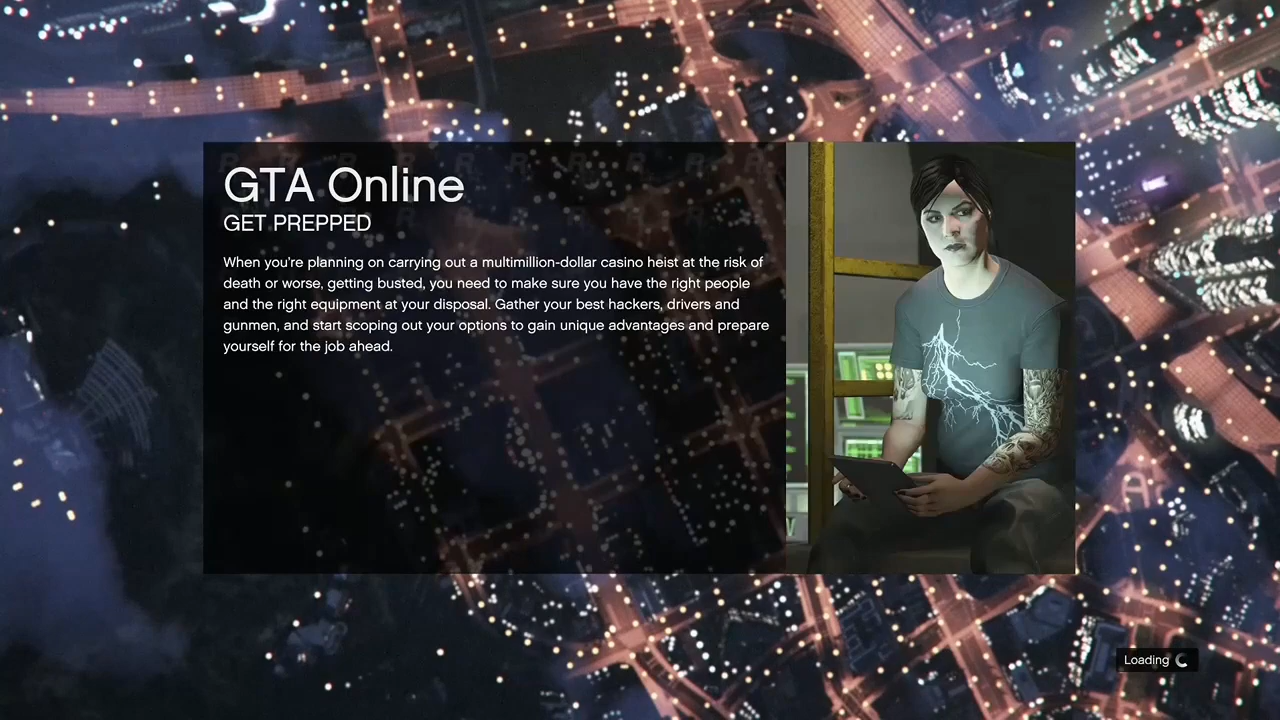 GTA Online
GET PREPPED
When you're planning on carrying out a multimillion-dollar casino heist at the risk of
death or worse, getting busted, you need to make sure you have the right people
and the right equipment at your disposal. Gather your best hackers, drivers and
gunmen, and start scoping out your options to gain unique advantages and prepare
yourself for the job ahead.
Loading